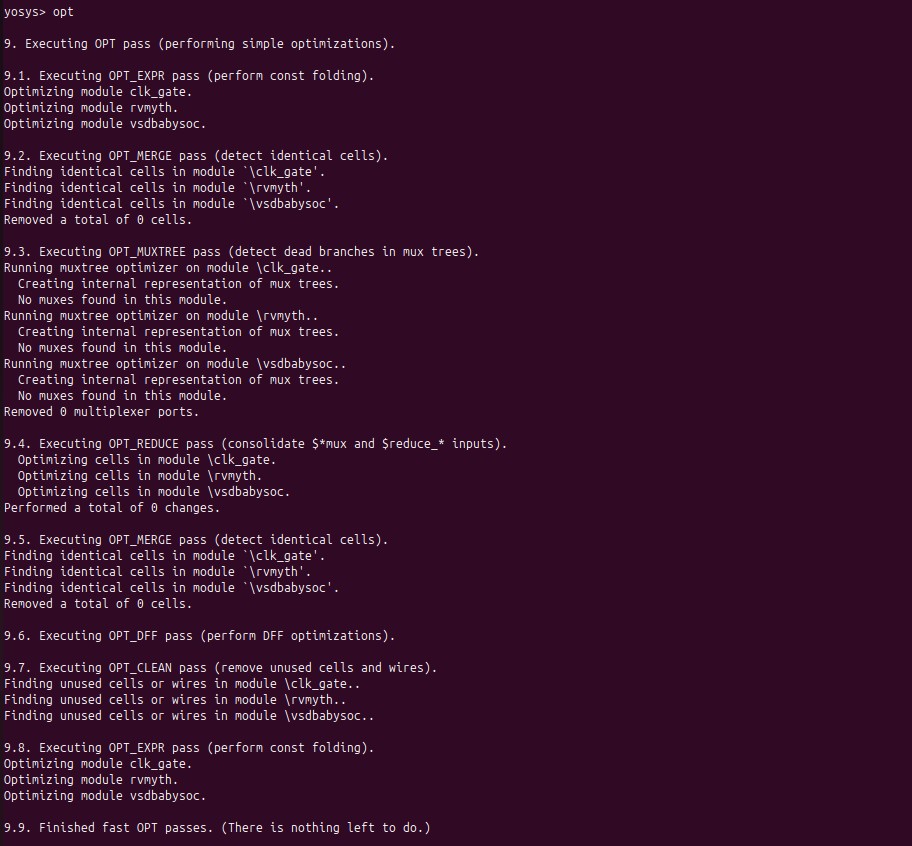 yosys> opt
9. Executing OPT pass (performing simple optimizations).
9.1. Executing OPT_EXPR pass (perform const folding).
Optimizing module clk_gate.
Optimizing module rvmyth.
Optimizing module vsdbabysoc.
9.2. Executing OPT_MERGE pass (detect identical cells).
Finding identical cells in module `\clk_gate'.
Finding identical cells in module `\rvmyth'.
Finding identical cells in module `\vsdbabysoc'.
Removed a total of 0 cells.
9.3. Executing OPT_MUXTREE pass (detect dead branches in mux trees).
Running muxtree optimizer on module \clk_gate..
  Creating internal representation of mux trees.
  No muxes found in this module.
Running muxtree optimizer on module \rvmyth..
  Creating internal representation of mux trees.
  No muxes found in this module.
Running muxtree optimizer on module \vsdbabysoc..
  Creating internal representation of mux trees.
  No muxes found in this module.
Removed 0 multiplexer ports.
9.4. Executing OPT_REDUCE pass (consolidate $*mux and $reduce_* inputs).
  Optimizing cells in module \clk_gate.
  Optimizing cells in module \rvmyth.
  Optimizing cells in module \vsdbabysoc.
Performed a total of 0 changes.
9.5. Executing OPT_MERGE pass (detect identical cells).
Finding identical cells in module `\clk_gate'.
Finding identical cells in module `\rvmyth'.
Finding identical cells in module `\vsdbabysoc'.
Removed a total of 0 cells.
9.6. Executing OPT_DFF pass (perform DFF optimizations).
9.7. Executing OPT_CLEAN pass (remove unused cells and wires).
Finding unused cells or wires in module \clk_gate..
Finding unused cells or wires in module \rvmyth..
Finding unused cells or wires in module \vsdbabysoc..
9.8. Executing OPT_EXPR pass (perform const folding).
Optimizing module clk_gate.
Optimizing module rvmyth.
Optimizing module vsdbabysoc.
9.9. Finished fast OPT passes. (There is nothing left to do.)